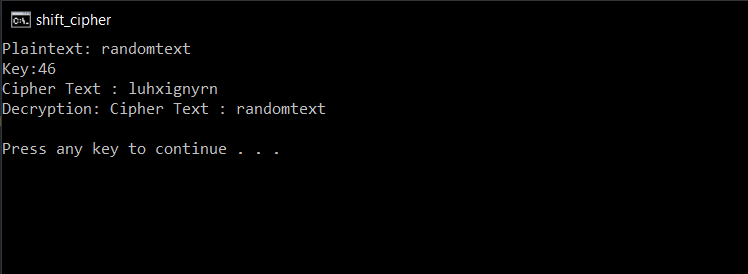 shift_cipher
Plaintext: randomtext
Key:46
Cipher Text : luhxignyrn
Decryption: Cipher Text : randomtext
Press any key to continue . . .